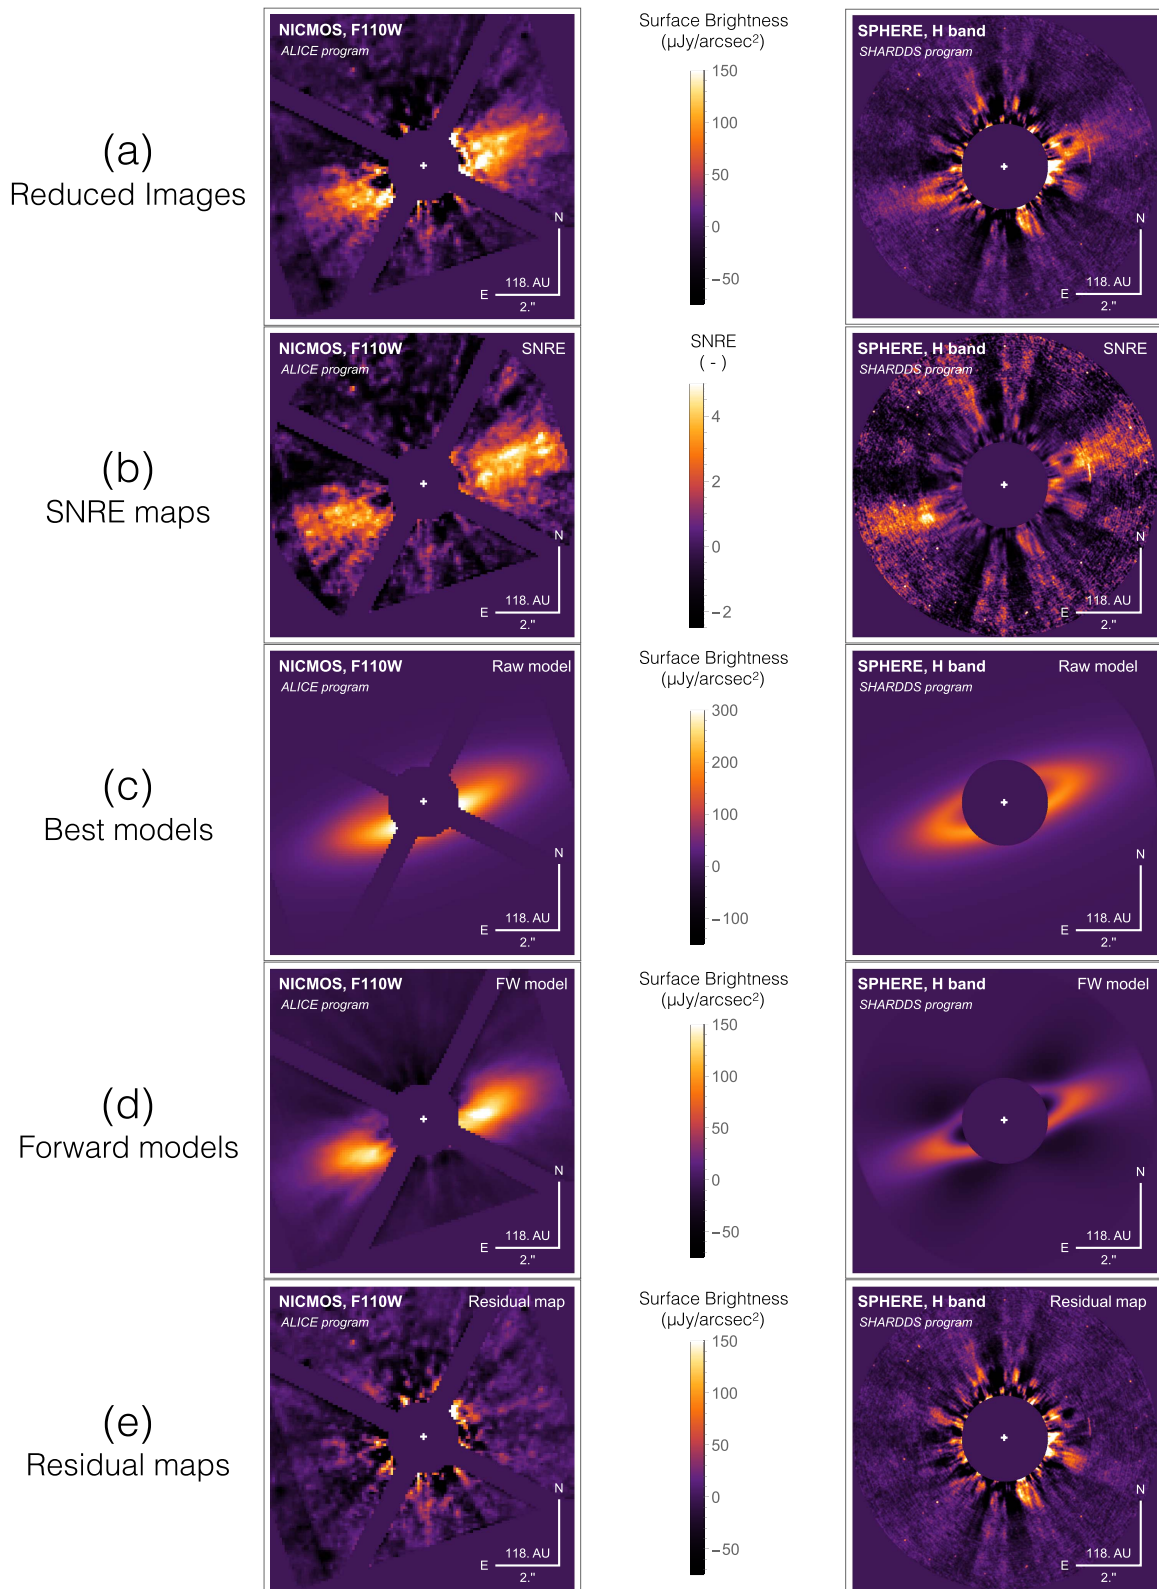 NICMOS, F110W
ALICE program
Surface Brightness
(µJy/arcsec²)
150
100
50
0
−50
SPHERE, H band
SHARDDS program
(a)
Reduced Images
N
118. AU
E
2."
N
118. AU
E
2."
NICMOS, F110W
SNRE
ALICE program
SNRE
( - )
4
2
0
−2
SPHERE, H band
SNRE
SHARDDS program
(b)
SNRE maps
N
118. AU
E
2."
N
118. AU
E
2."
NICMOS, F110W
Raw model
ALICE program
Surface Brightness
(µJy/arcsec²)
300
200
100
0
−100
SPHERE, H band
Raw model
SHARDDS program
(c)
Best models
N
118. AU
E
2."
N
118. AU
E
2."
NICMOS, F110W
FW model
ALICE program
Surface Brightness
(µJy/arcsec²)
150
100
50
0
−50
SPHERE, H band
FW model
SHARDDS program
(d)
Forward models
N
118. AU
E
2."
N
118. AU
E
2."
NICMOS, F110W
Residual map
ALICE program
Surface Brightness
(µJy/arcsec²)
150
100
50
0
−50
SPHERE, H band
Residual map
SHARDDS program
(e)
Residual maps
N
118. AU
E
2."
N
118. AU
E
2."